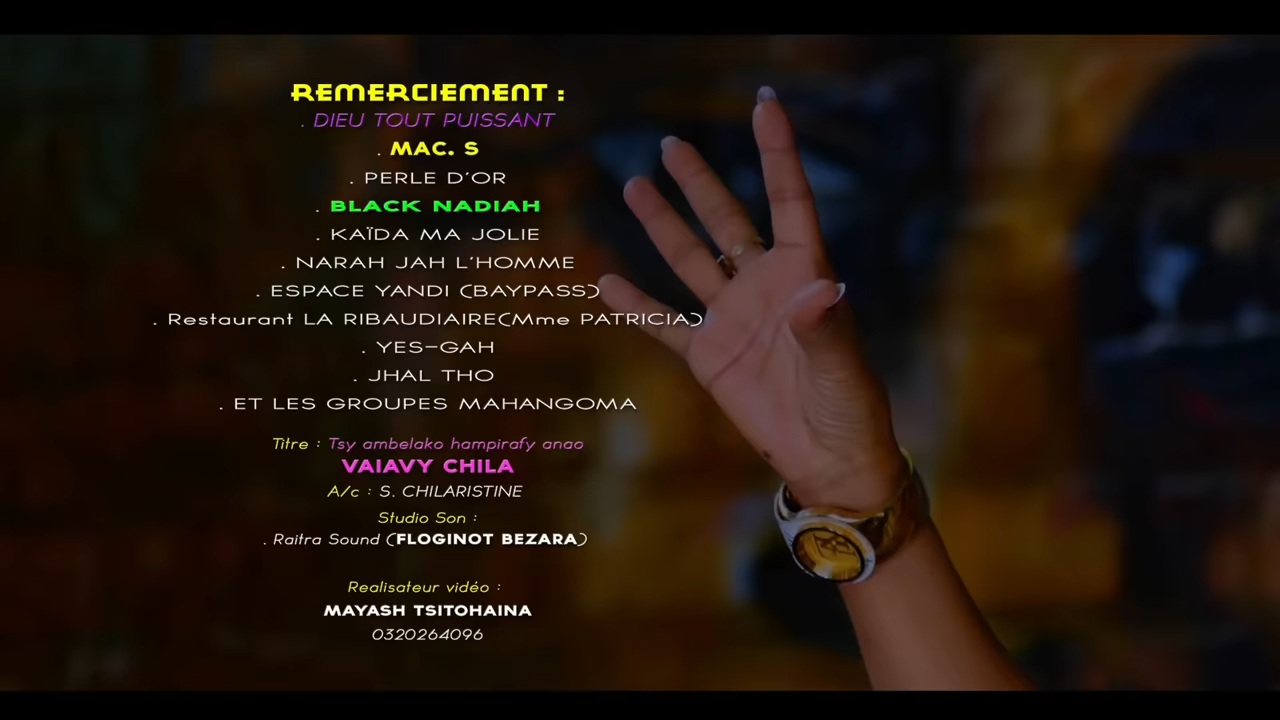 REMERCIEMENT :
. DIEU TOUT PUISSANT
. MAC. S
. PERLE D'OR
. BLACK NADIAH
. KAÏDA MA JOLIE
. NARAH JAH L'HOMME
. ESPACE YANDI (BAYPASS)
. Restaurant LA RIBAUDIAIRE(Mme PATRICIA)
. YES-GAH
. JHAL THO
. ET LES GROUPES MAHANGOMA
Titre : Tsy ambelako hampirafy anao
VAIAVY CHILA
A/c : S. CHILARISTINE
Studio Son :
. Raitra Sound (FLOGINOT BEZARA)
Realisateur vidéo :
MAYASH TSITOHAINA
0320264096